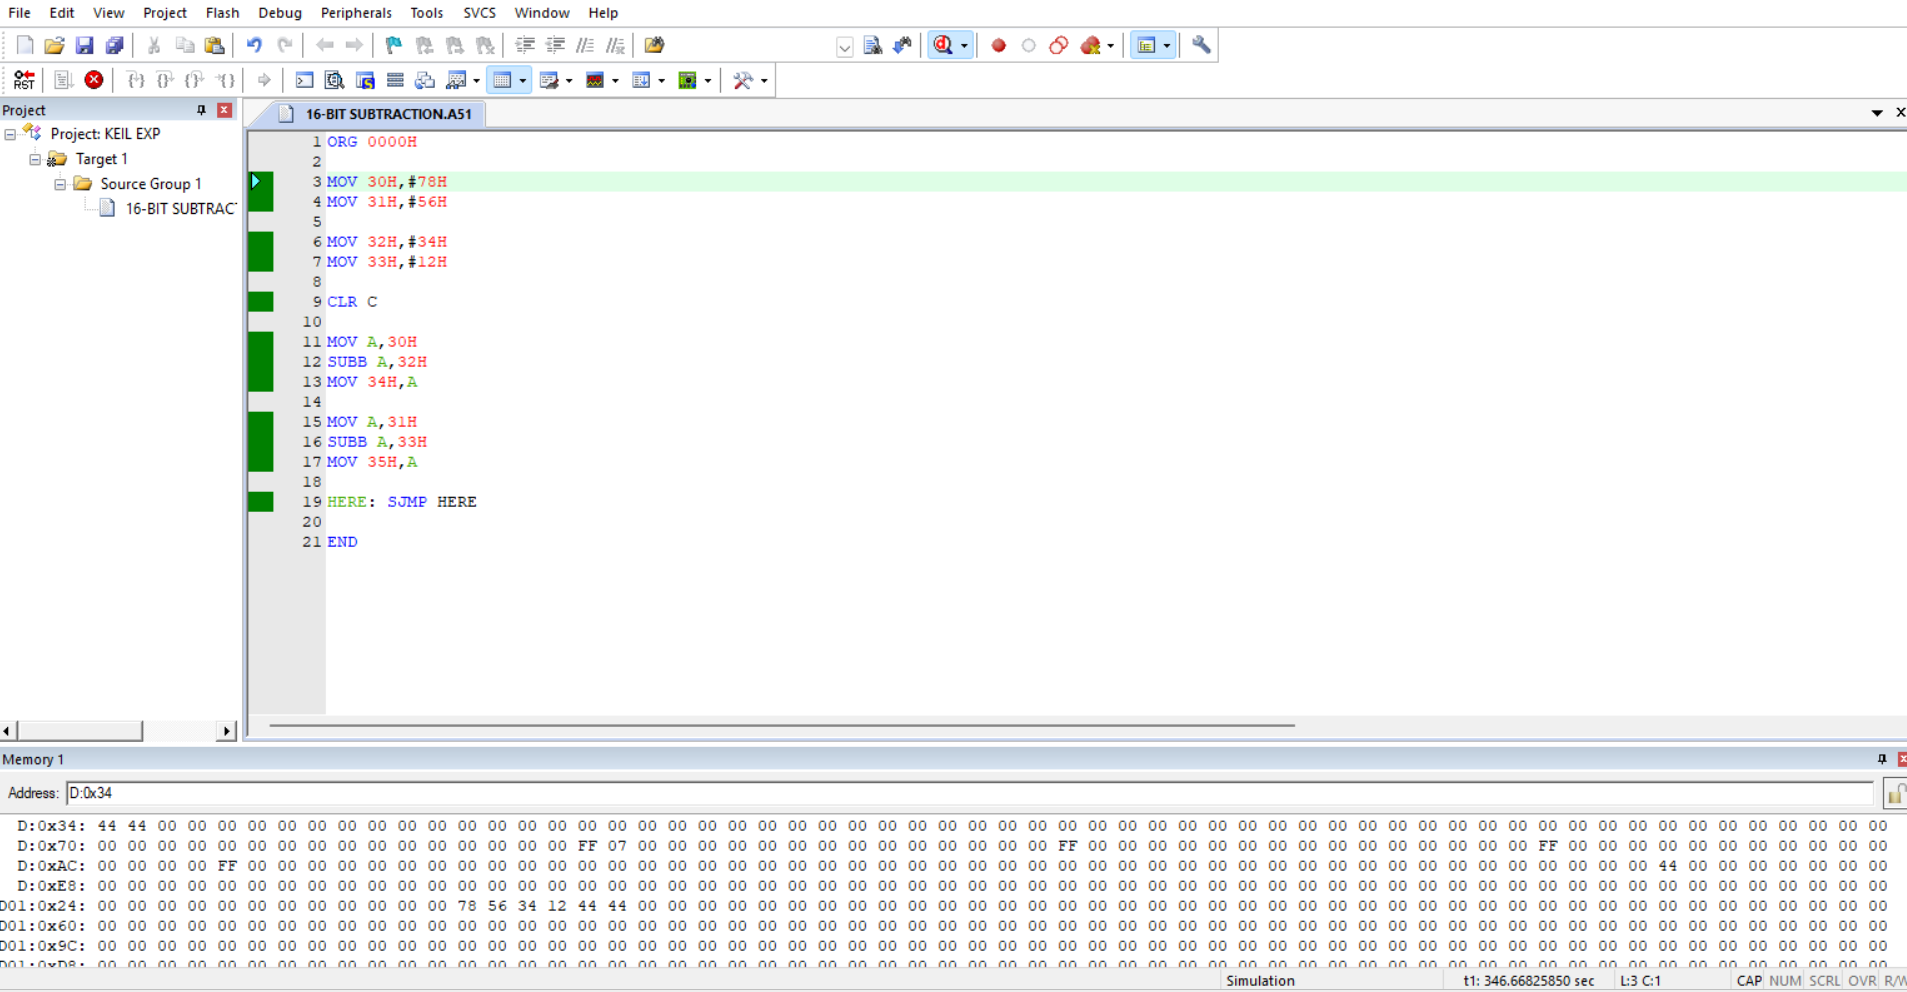 File Edit View Project Flash Debug Peripherals Tools SVCS Window Help
RST
Project
Project: KEIL EXP
Target 1
Source Group 1
16-BIT SUBTRAC
16-BIT SUBTRACTION.A51
1 ORG 0000H
2
3 MOV 30H,#78H
4 MOV 31H,#56H
5
6 MOV 32H,#34H
7 MOV 33H,#12H
8
9 CLR C
10
11 MOV A,30H
12 SUBB A,32H
13 MOV 34H,A
14
15 MOV A,31H
16 SUBB A,33H
17 MOV 35H,A
18
19 HERE: SJMP HERE
20
21 END
Memory 1
Address: D:0x34
D:0x34: 44 44 00 00 00 00 00 00 00 00 00 00 00 00 00 00 00 00 00 00 00 00 00 00 00 00 00 00 00 00 00 00 00 00 00 00 00 00 00 00 00 00 00 00 00 00 00 00 00 00 00 00 00 00 00 00 00 00 00 00
D:0x70: 00 00 00 00 00 00 00 00 00 00 00 00 00 00 00 00 FF 07 00 00 00 00 00 00 00 00 00 00 00 00 00 00 FF 00 00 00 00 00 00 00 00 00 00 00 00 00 00 00 FF 00 00 00 00 00 00 00 00 00 00 00
D:0xAC: 00 00 00 00 FF 00 00 00 00 00 00 00 00 00 00 00 00 00 00 00 00 00 00 00 00 00 00 00 00 00 00 00 00 00 00 00 00 00 00 00 00 00 00 00 00 00 00 00 00 00 00 00 44 00 00 00 00 00 00 00
D:0xE8: 00 00 00 00 00 00 00 00 00 00 00 00 00 00 00 00 00 00 00 00 00 00 00 00 00 00 00 00 00 00 00 00 00 00 00 00 00 00 00 00 00 00 00 00 00 00 00 00 00 00 00 00 00 00 00 00 00 00 00 00
D01:0x24: 00 00 00 00 00 00 00 00 00 00 00 00 78 56 34 12 44 44 00 00 00 00 00 00 00 00 00 00 00 00 00 00 00 00 00 00 00 00 00 00 00 00 00 00 00 00 00 00 00 00 00 00 00 00 00 00 00 00 00 00
D01:0x60: 00 00 00 00 00 00 00 00 00 00 00 00 00 00 00 00 00 00 00 00 00 00 00 00 00 00 00 00 00 00 00 00 00 00 00 00 00 00 00 00 00 00 00 00 00 00 00 00 00 00 00 00 00 00 00 00 00 00 00 00
D01:0x9C: 00 00 00 00 00 00 00 00 00 00 00 00 00 00 00 00 00 00 00 00 00 00 00 00 00 00 00 00 00 00 00 00 00 00 00 00 00 00 00 00 00 00 00 00 00 00 00 00 00 00 00 00 00 00 00 00 00 00 00 00
Simulation t1: 346.66825850 sec L:3 C:1 CAP NUM SCRL OVR R/W